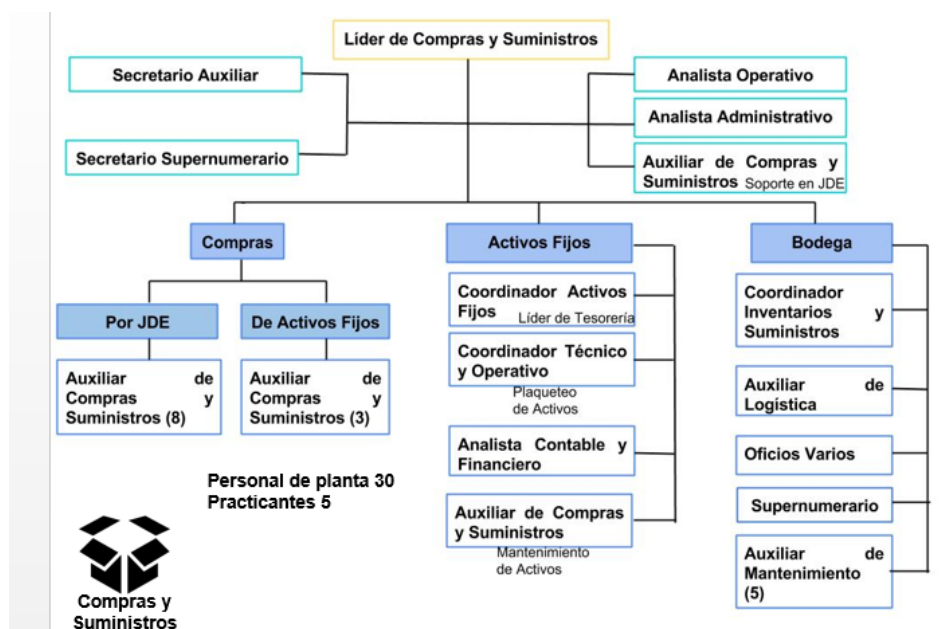 Líder de Compras y Suministros
Secretario Auxiliar
Secretario Supernumerario
Analista Operativo
Analista Administrativo
Auxiliar de Compras y
Suministros Soporte en JDE
Compras
Por JDE
Auxiliar de
Compras y
Suministros (8)
De Activos Fijos
Auxiliar de
Compras y
Suministros (3)
Activos Fijos
Coordinador Activos
Fijos Líder de Tesorería
Coordinador Técnico
y Operativo
Plaqueteo
de Activos
Analista Contable y
Financiero
Auxiliar de Compras
y Suministros
Mantenimiento
de Activos
Bodega
Coordinador
Inventarios y
Suministros
Auxiliar de
Logística
Oficios Varios
Supernumerario
Auxiliar de
Mantenimiento
(5)
Personal de planta 30
Practicantes 5
Compras y
Suministros